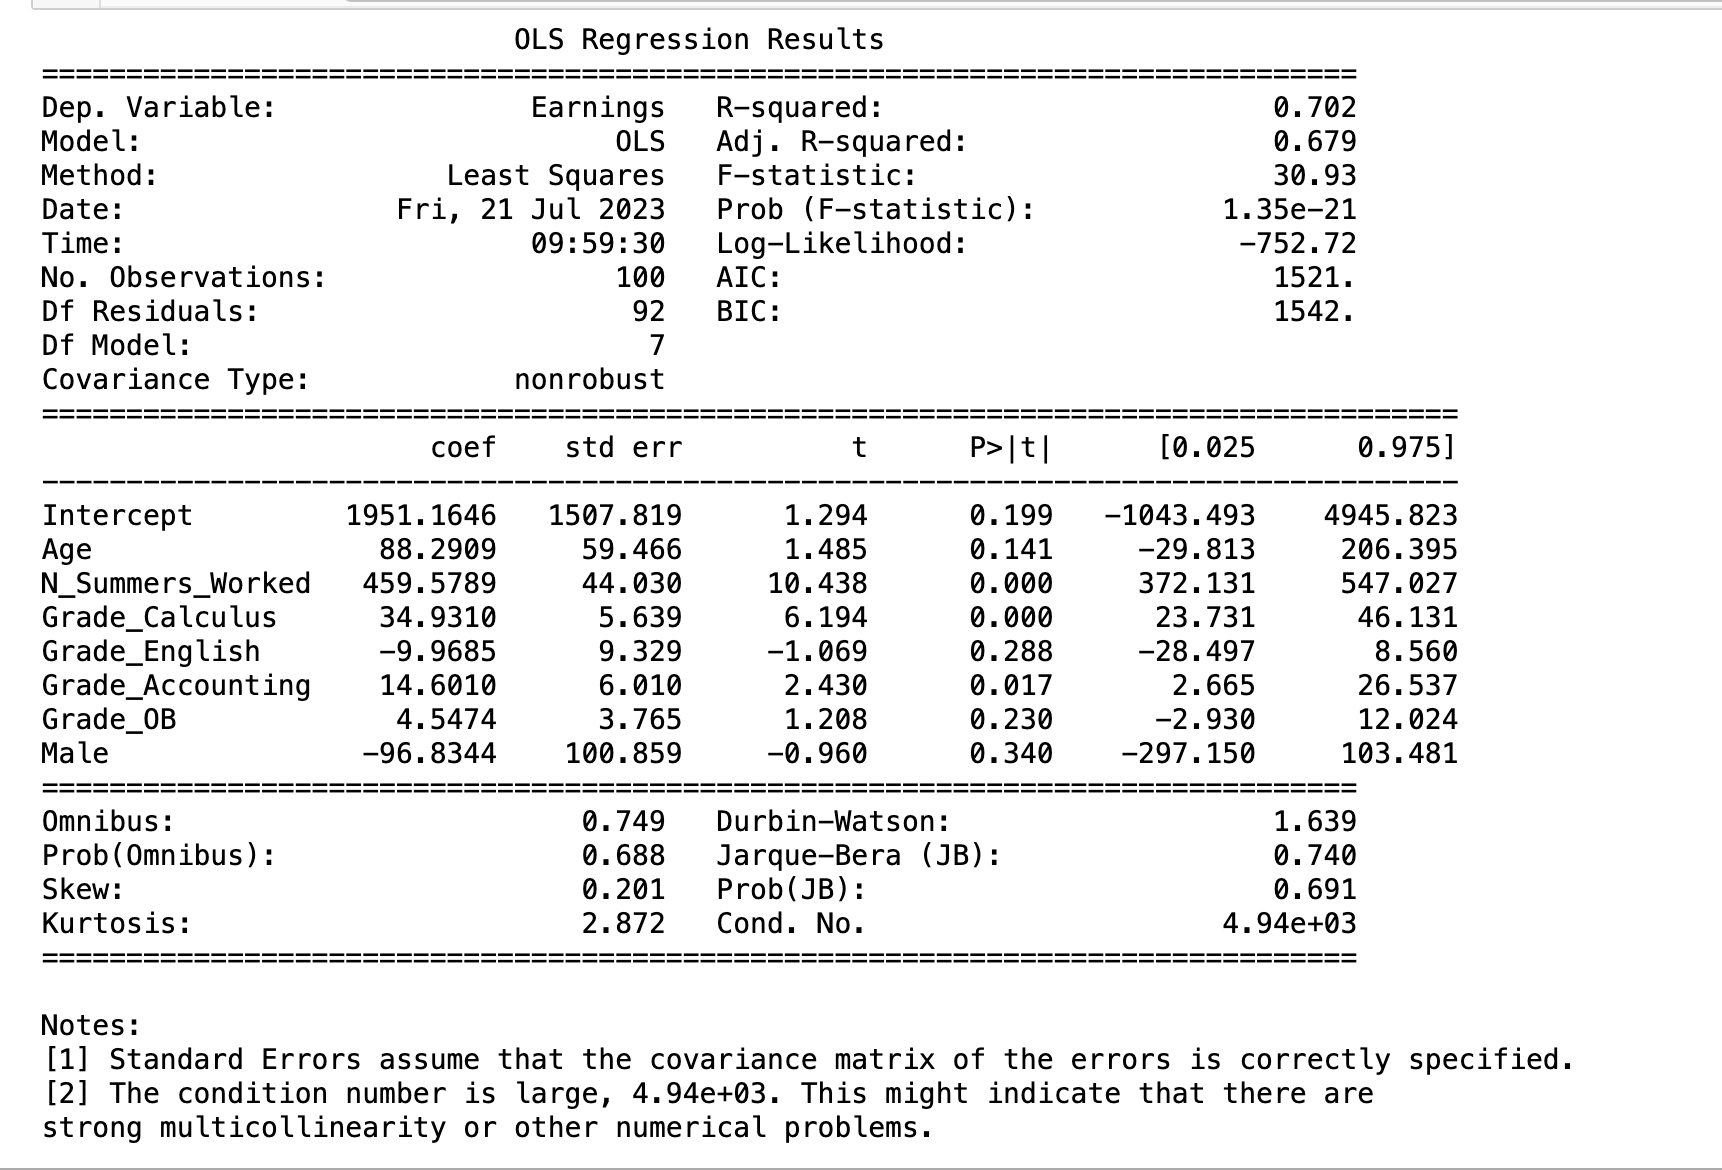 OLS Regression Results
==============================================================================
Dep. Variable:               Earnings   R-squared:                       0.702
Model:                            OLS   Adj. R-squared:                  0.679
Method:                 Least Squares   F-statistic:                     30.93
Date:                Fri, 21 Jul 2023   Prob (F-statistic):           1.35e-21
Time:                        09:59:30   Log-Likelihood:                -752.72
No. Observations:                 100   AIC:                             1521.
Df Residuals:                      92   BIC:                             1542.
Df Model:                           7
Covariance Type:            nonrobust
====================================================================================
                       coef    std err          t      P>|t|      [0.025      0.975]
------------------------------------------------------------------------------------
Intercept         1951.1646   1507.819      1.294      0.199   -1043.493    4945.823
Age                 88.2909     59.466      1.485      0.141     -29.813     206.395
N_Summers_Worked   459.5789     44.030     10.438      0.000     372.131     547.027
Grade_Calculus      34.9310      5.639      6.194      0.000      23.731      46.131
Grade_English       -9.9685      9.329     -1.069      0.288     -28.497       8.560
Grade_Accounting    14.6010      6.010      2.430      0.017       2.665      26.537
Grade_OB             4.5474      3.765      1.208      0.230      -2.930      12.024
Male               -96.8344    100.859     -0.960      0.340    -297.150     103.481
==============================================================================
Omnibus:                        0.749   Durbin-Watson:                   1.639
Prob(Omnibus):                  0.688   Jarque-Bera (JB):                0.740
Skew:                           0.201   Prob(JB):                        0.691
Kurtosis:                       2.872   Cond. No.                     4.94e+03
==============================================================================
Notes:
[1] Standard Errors assume that the covariance matrix of the errors is correctly specified.
[2] The condition number is large, 4.94e+03. This might indicate that there are
strong multicollinearity or other numerical problems.